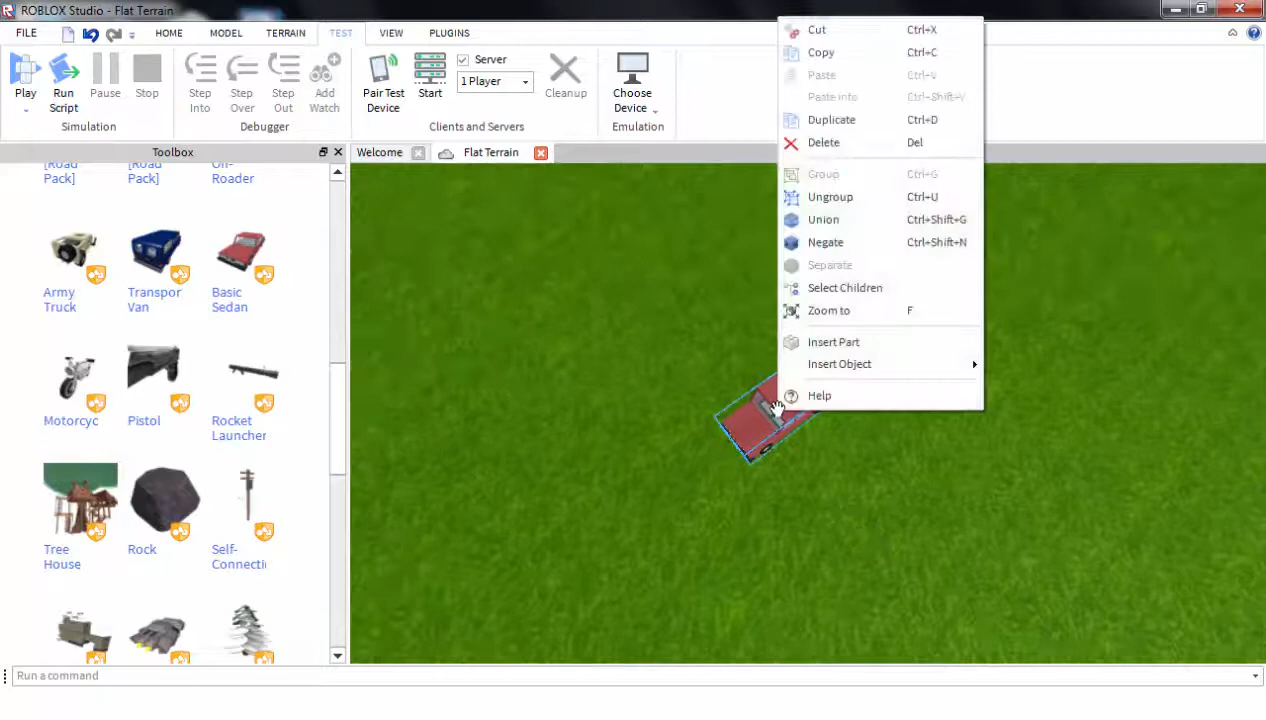 ROBLOX Studio - Flat Terrain
FILE
HOME
MODEL
TERRAIN
TEST
VIEW
PLUGINS
Play
Run
Script
Pause
Stop
Step
Into
Step
Over
Step
Out
Add
Watch
Pair Test
Device
Start
Server
1 Player
Cleanup
Choose
Device
Simulation
Debugger
Clients and Servers
Emulation
Toolbox
Welcome
Flat Terrain
[Road
Pack]
[Road
Pack]
Off-
Roader
Army
Truck
Transpor
Van
Basic
Sedan
Motorcyc
Pistol
Rocket
Launcher
Tree
House
Rock
Self-
Connecti
Cut Ctrl+X
Copy Ctrl+C
Paste Ctrl+V
Paste Into Ctrl+Shift+V
Duplicate Ctrl+D
Delete Del
Group Ctrl+G
Ungroup Ctrl+U
Union Ctrl+Shift+G
Negate Ctrl+Shift+N
Separate
Select Children
Zoom to F
Insert Part
Insert Object
Help
Run a command